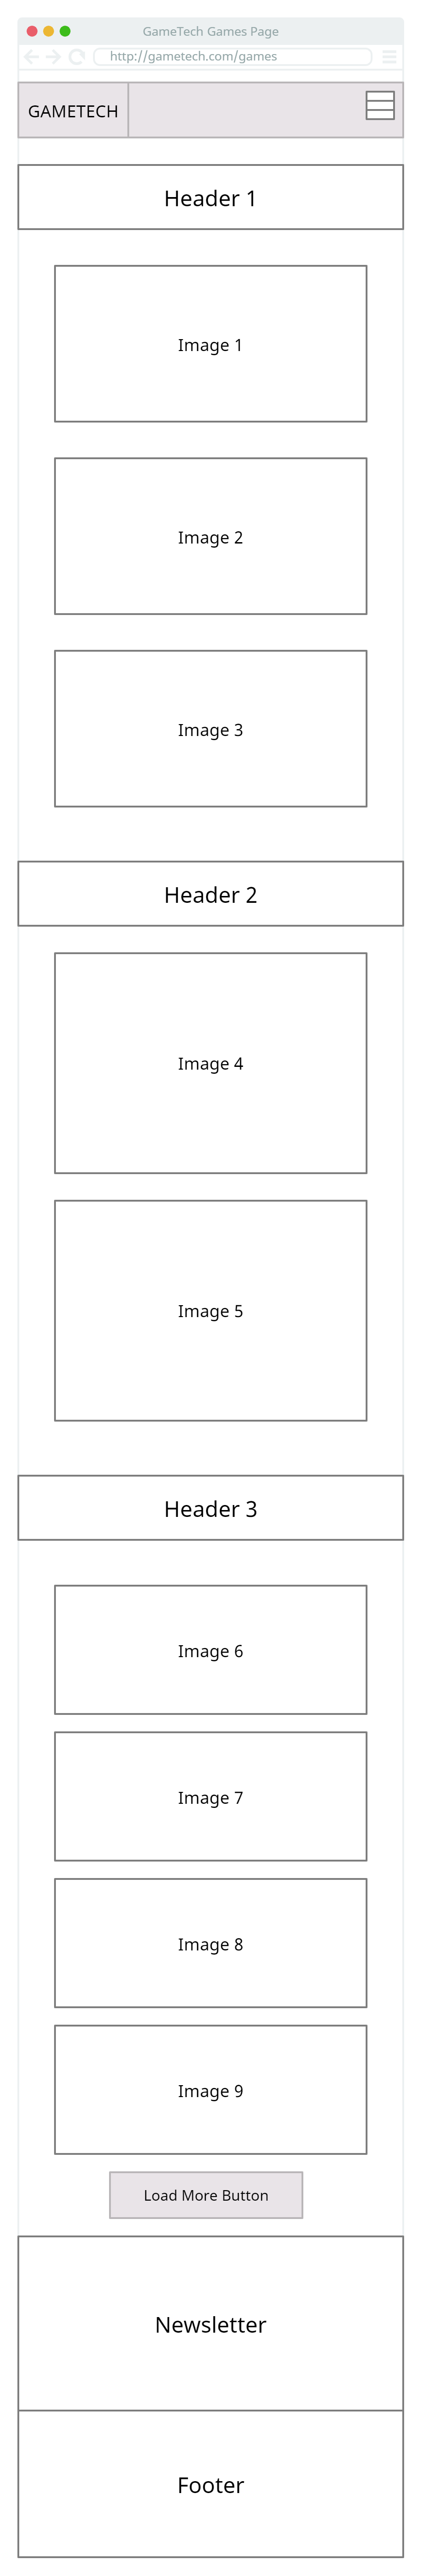 GameTech Games Page
http://gametech.com/games
GAMETECH
Header 1
Image 1
Image 2
Image 3
Header 2
Image 4
Image 5
Header 3
Image 6
Image 7
Image 8
Image 9
Load More Button
Newsletter
Footer